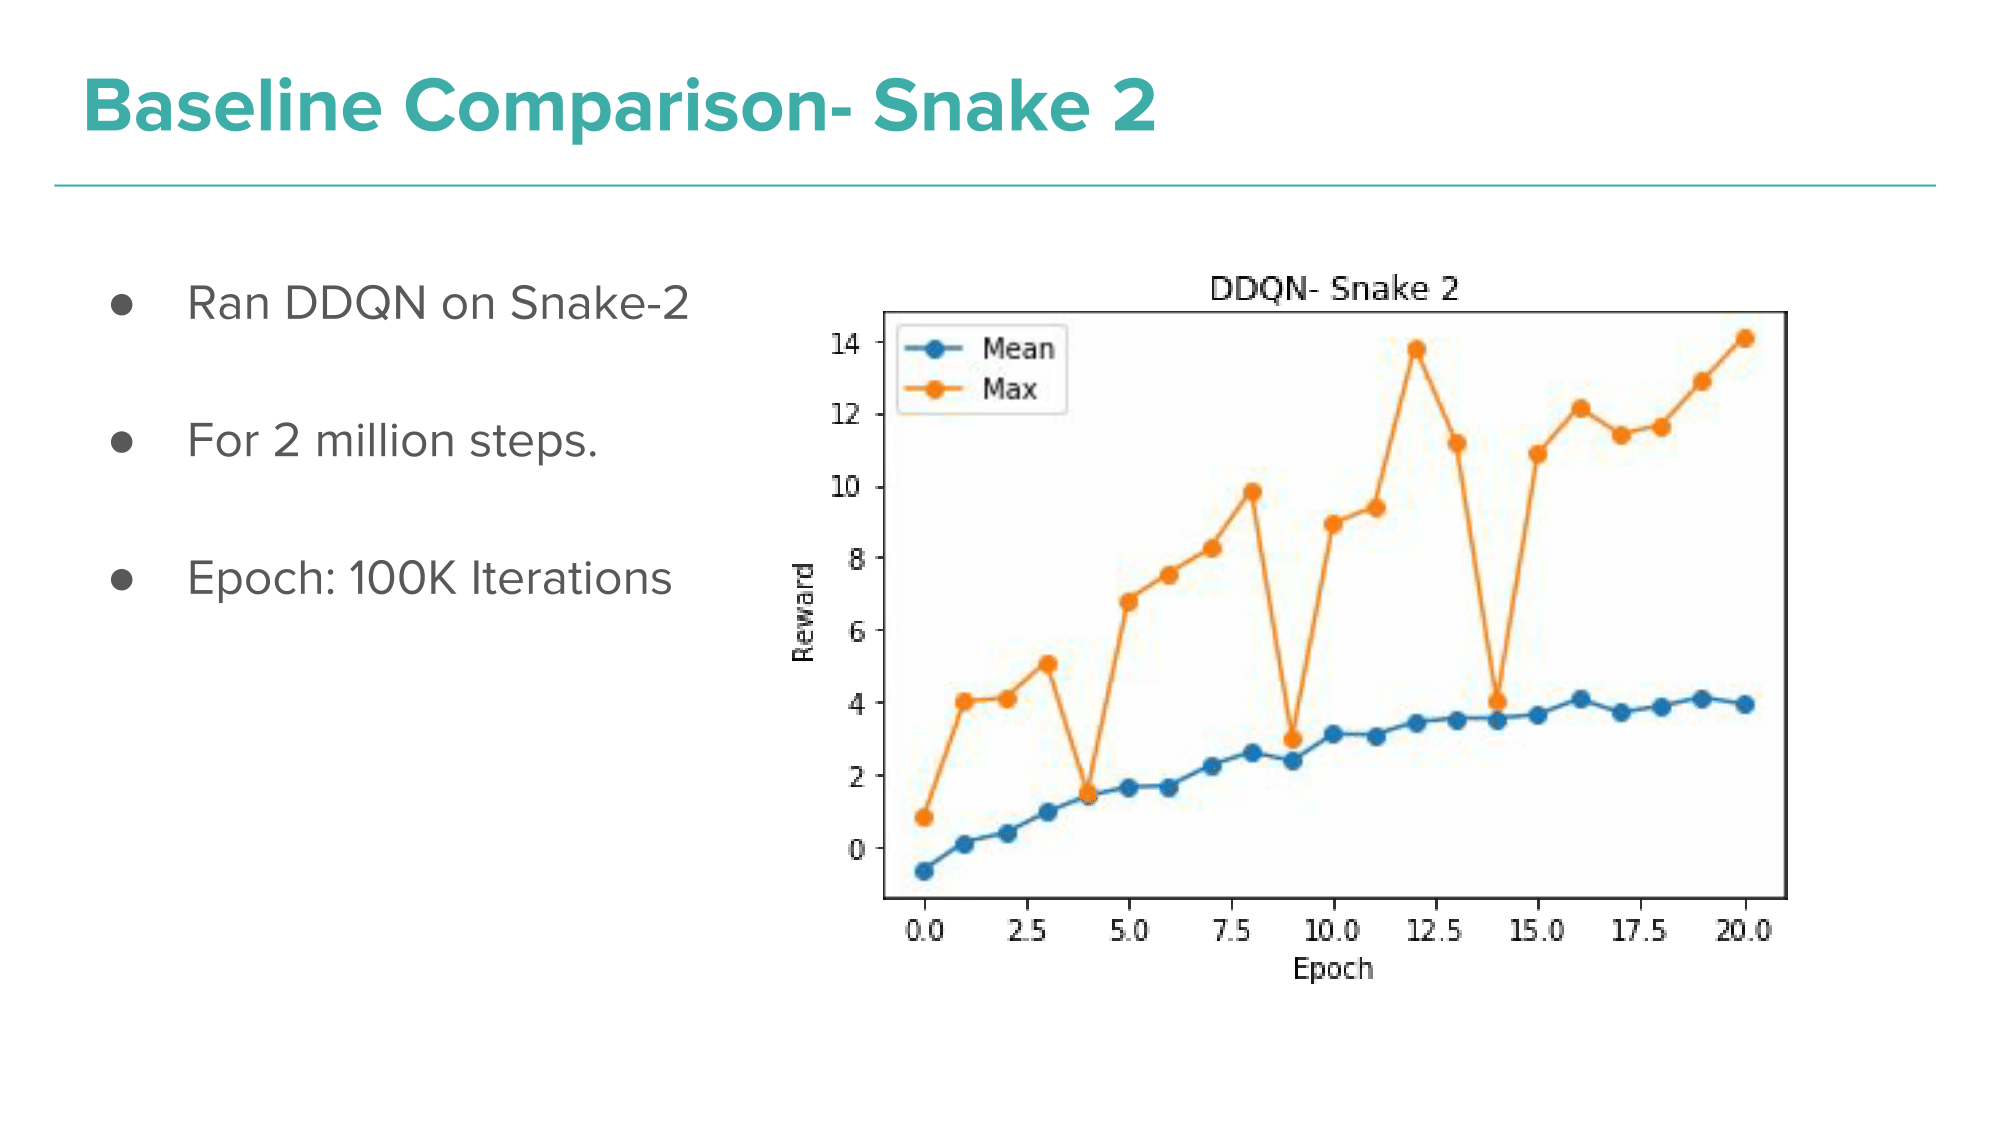 Baseline Comparison- Snake 2
● Ran DDQN on Snake-2
● For 2 million steps.
● Epoch: 100K Iterations
DDQN- Snake 2
Mean
Max
14
12
10
8
6
4
2
0
Reward
0.0 2.5 5.0 7.5 10.0 12.5 15.0 17.5 20.0
Epoch